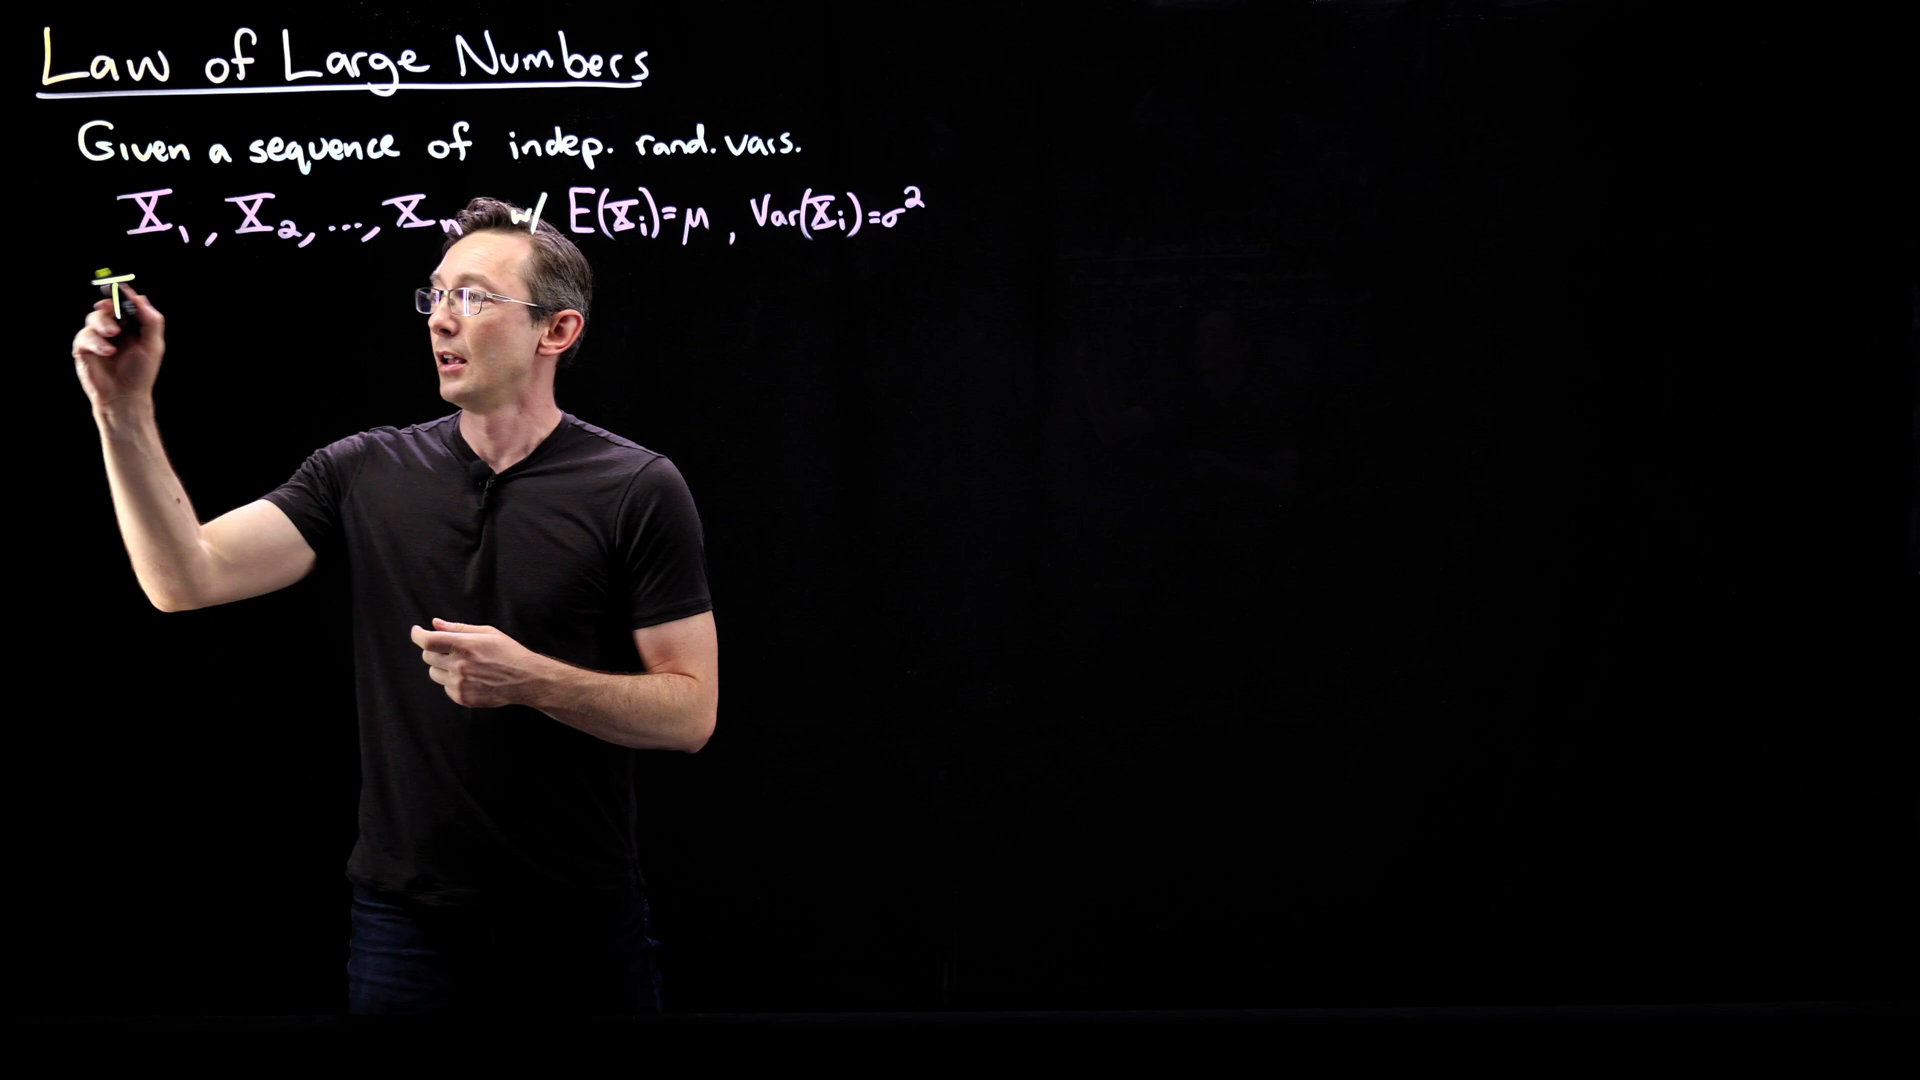 Law of Large Numbers
Given a sequence of indep. rand. vars.
X₁, X₂, ..., Xₙ w/ E(Xᵢ)=μ, Var(Xᵢ)=σ²
T